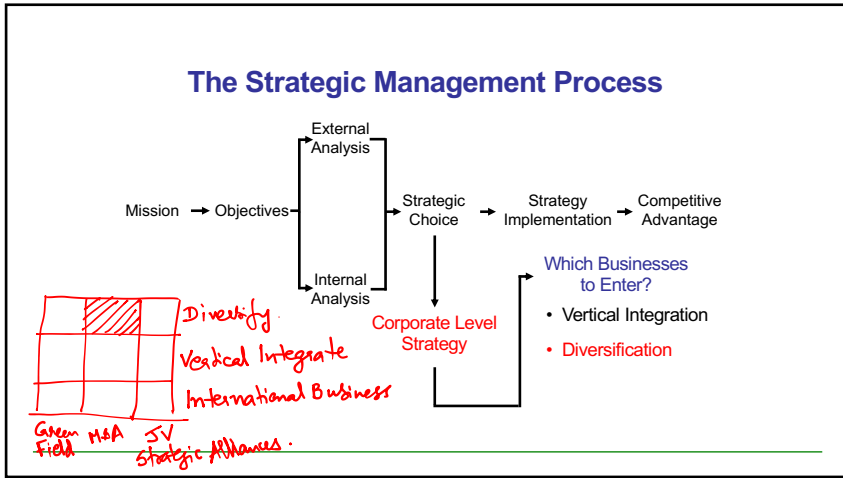 The Strategic Management Process
External
Analysis
Mission
Objectives
Strategic
Choice
Strategy
Implementation
Competitive
Advantage
Internal
Analysis
Which Businesses
to Enter?
• Vertical Integration
• Diversification
Corporate Level
Strategy
Diversify.
Vertical Integrate
International Business
Green
Field
M&A
JV
Strategic Alliances.